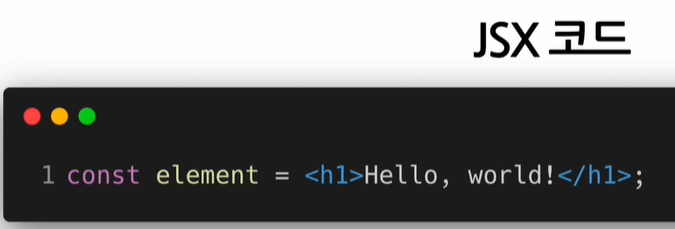 JSX 코드
1 const element = <h1>Hello, world!</h1>;